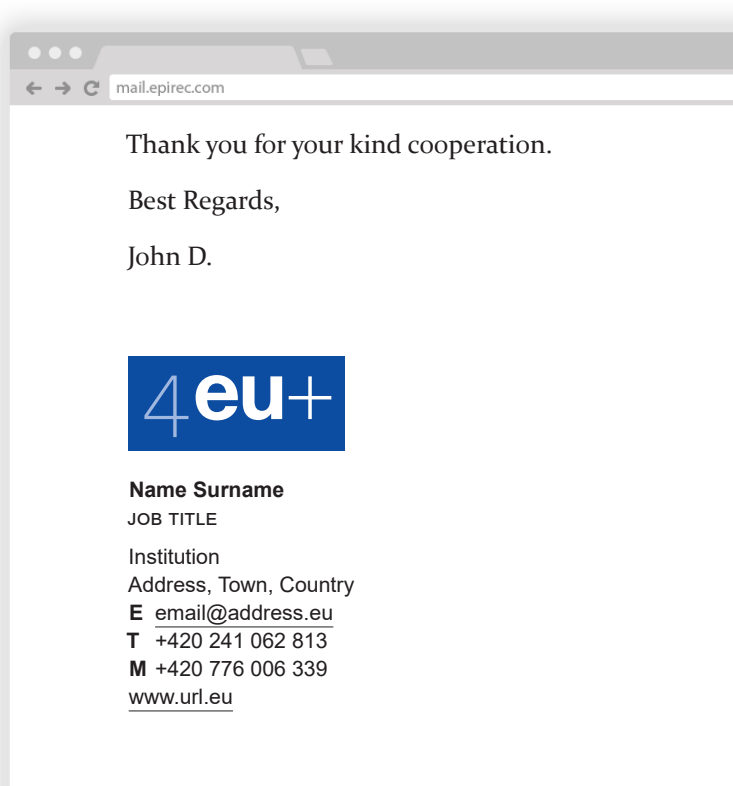 mail.epirec.com
Thank you for your kind cooperation.
Best Regards,
John D.
4eu+
Name Surname
JOB TITLE
Institution
Address, Town, Country
E email@address.eu
T +420 241 062 813
M +420 776 006 339
www.url.eu